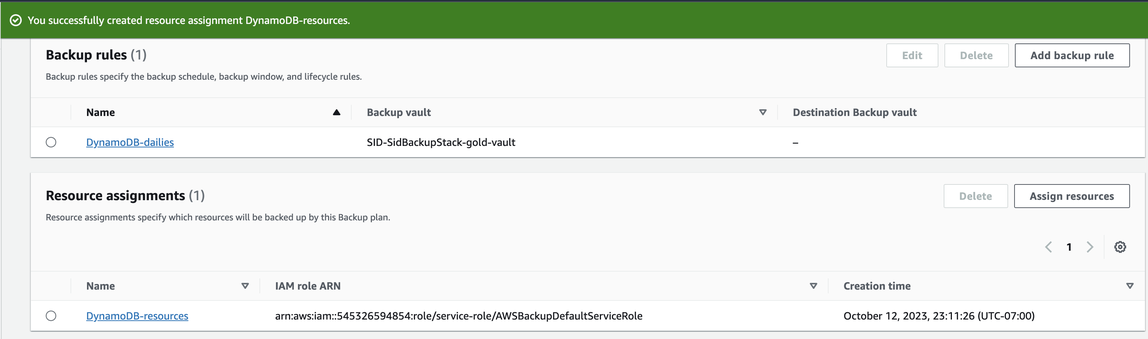 You successfully created resource assignment DynamoDB-resources.
Backup rules (1)
Edit
Delete
Add backup rule
Backup rules specify the backup schedule, backup window, and lifecycle rules.
Name
Backup vault
Destination Backup vault
DynamoDB-dailies
SID-SidBackupStack-gold-vault
–
Resource assignments (1)
Delete
Assign resources
Resource assignments specify which resources will be backed up by this Backup plan.
1
Name
IAM role ARN
Creation time
DynamoDB-resources
arn:aws:iam::545326594854:role/service-role/AWSBackupDefaultServiceRole
October 12, 2023, 23:11:26 (UTC-07:00)